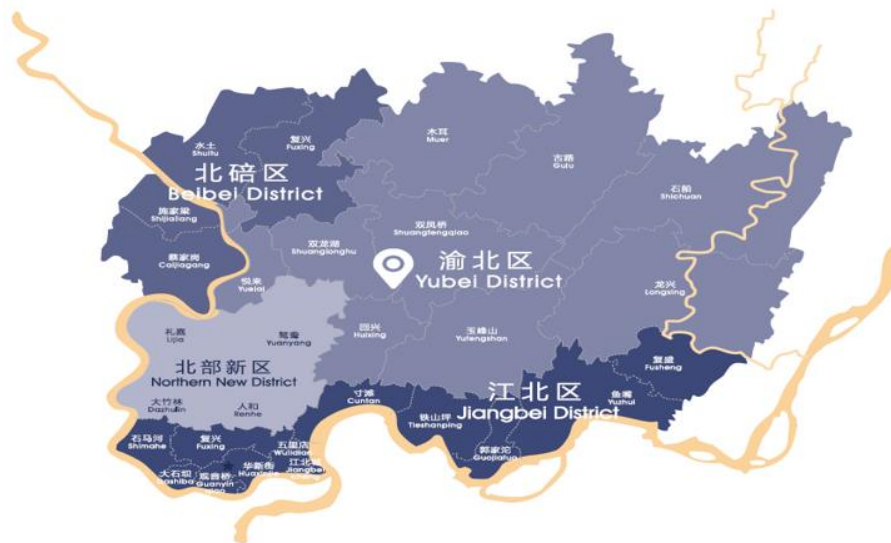 木耳
Muer
复兴
Fuxing
水土
Shuitu
古路
Gulu
北碚区
Beibei District
石船
Shichuan
施家梁
Shijialiang
双凤桥
Shuangfengqiao
双龙湖
Shuanglonghu
蔡家岗
Caijiagang
渝北区
Yubei District
悦来
Yuelai
龙兴
Longxing
礼嘉
Lijia
鸳鸯
Yuanyang
回兴
Huixing
玉峰山
Yufengshan
北部新区
Northern New District
复盛
Fusheng
江北区
Jiangbei District
寸滩
Cuntan
鱼嘴
Yuzhui
大竹林
Dazhulin
人和
Renhe
铁山坪
Tieshanping
石马河
Shimahe
复兴
Fuxing
五里店
Wulidian
郭家沱
Guojiatuo
大石坝
Dashiba
观音桥
Guanyin
华新街
Huaxinjie
江北城
Jiangbei